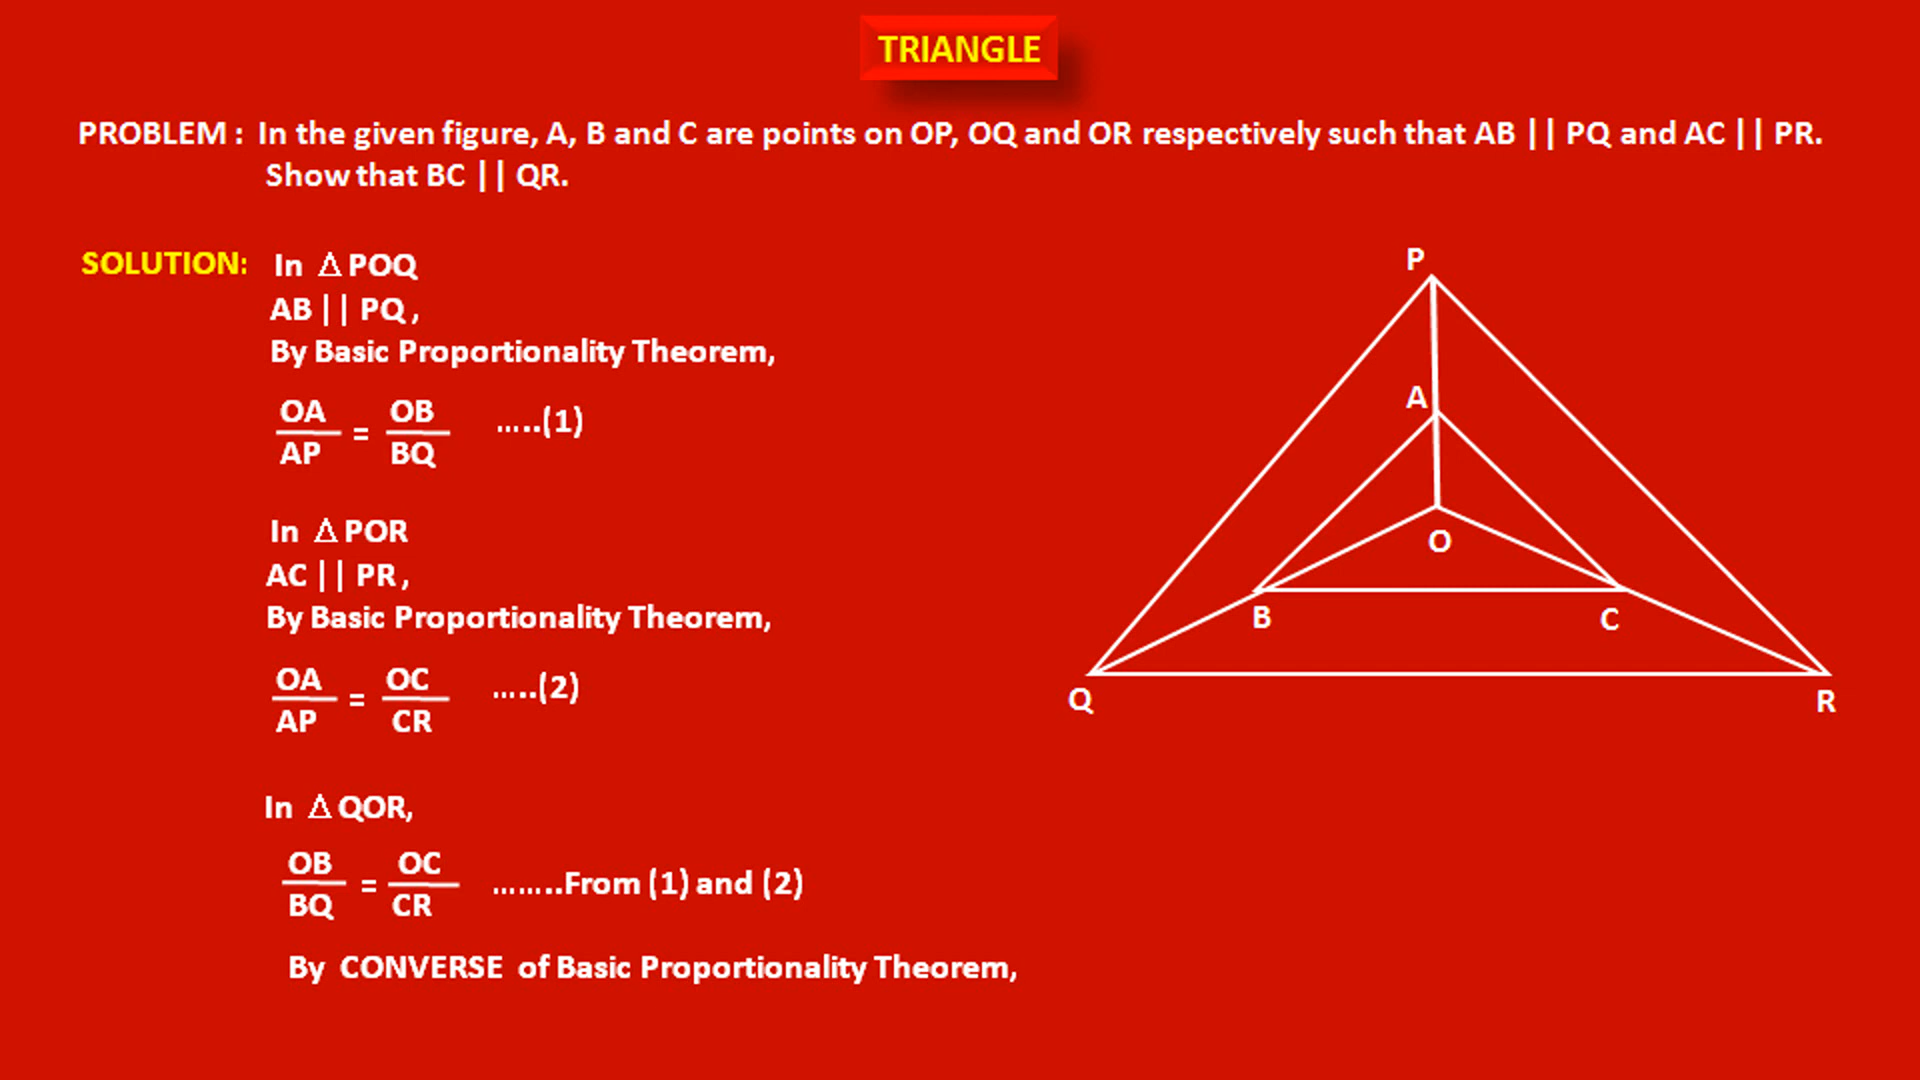 TRIANGLE
PROBLEM : In the given figure, A, B and C are points on OP, OQ and OR respectively such that AB || PQ and AC || PR.
Show that BC || QR.
SOLUTION: In Δ POQ
AB || PQ ,
By Basic Proportionality Theorem,
OA/AP = OB/BQ .....(1)
In Δ POR
AC || PR ,
By Basic Proportionality Theorem,
OA/AP = OC/CR .....(2)
In Δ QOR,
OB/BQ = OC/CR ........From (1) and (2)
By CONVERSE of Basic Proportionality Theorem,
P
A
O
B
C
Q
R